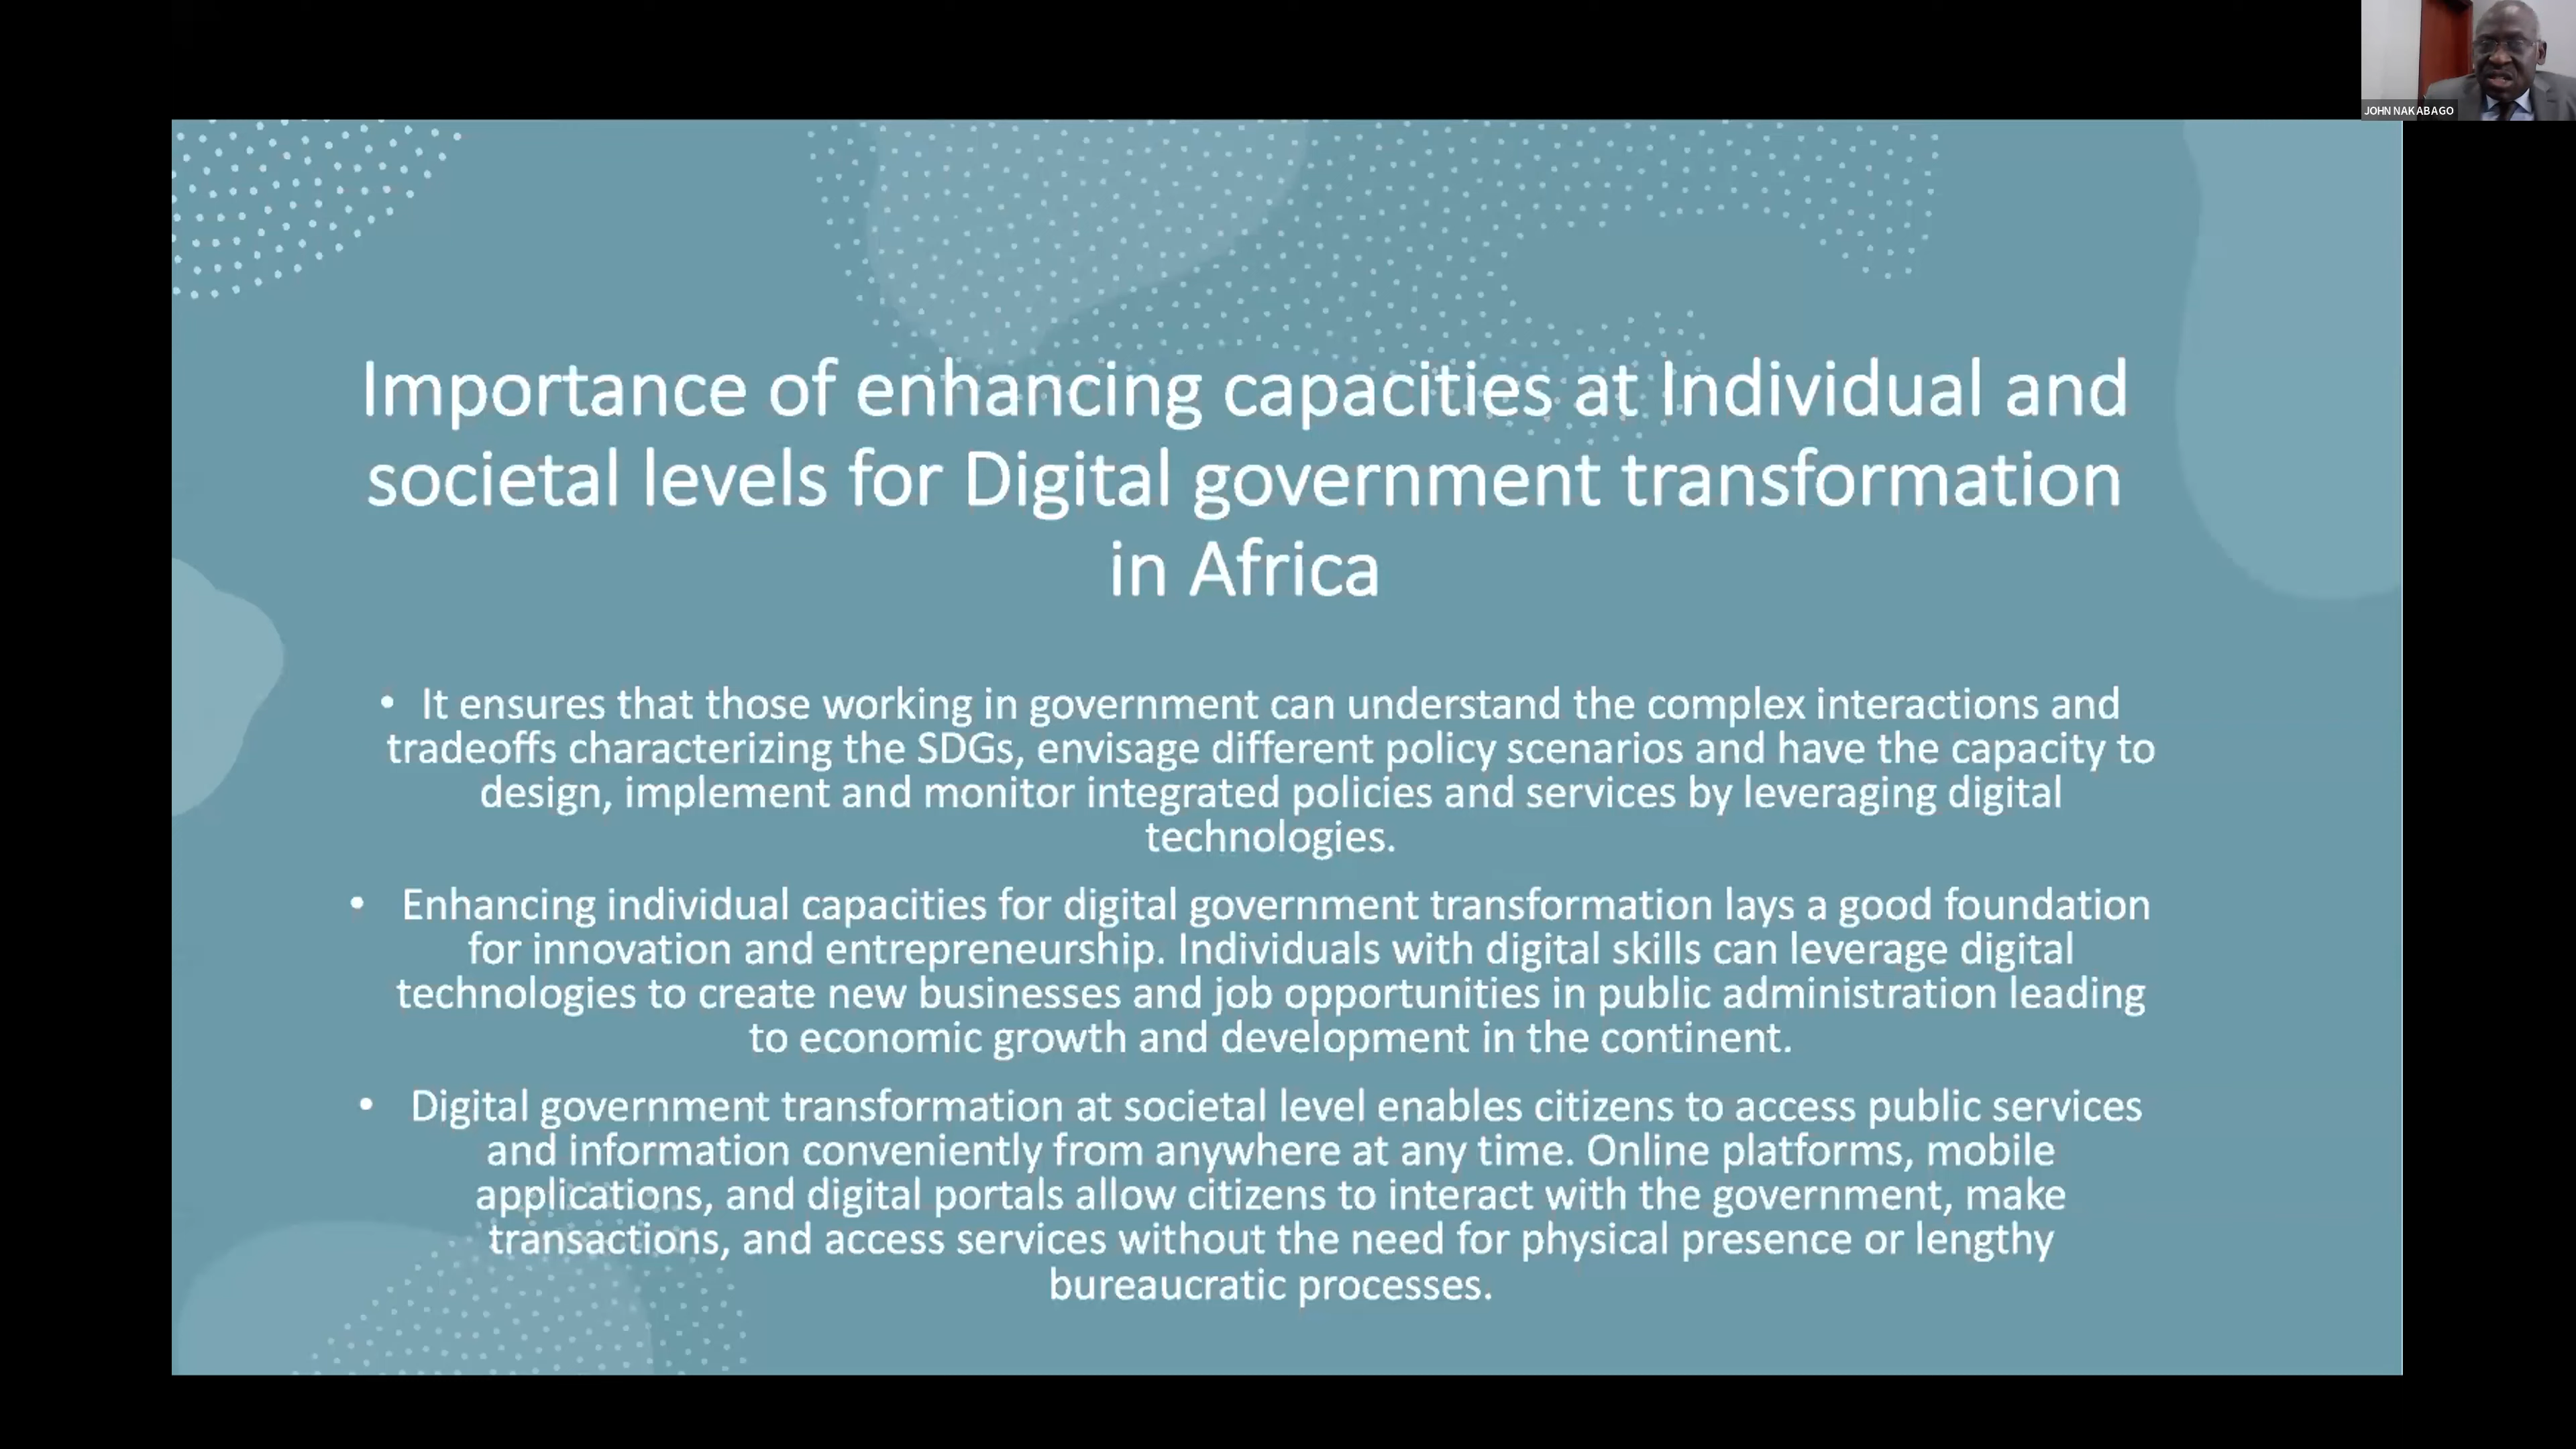 JOHN NAKABAGO
Importance of enhancing capacities at Individual and
societal levels for Digital government transformation
in Africa
• It ensures that those working in government can understand the complex interactions and
tradeoffs characterizing the SDGs, envisage different policy scenarios and have the capacity to
design, implement and monitor integrated policies and services by leveraging digital
technologies.
• Enhancing individual capacities for digital government transformation lays a good foundation
for innovation and entrepreneurship. Individuals with digital skills can leverage digital
technologies to create new businesses and job opportunities in public administration leading
to economic growth and development in the continent.
• Digital government transformation at societal level enables citizens to access public services
and information conveniently from anywhere at any time. Online platforms, mobile
applications, and digital portals allow citizens to interact with the government, make
transactions, and access services without the need for physical presence or lengthy
bureaucratic processes.